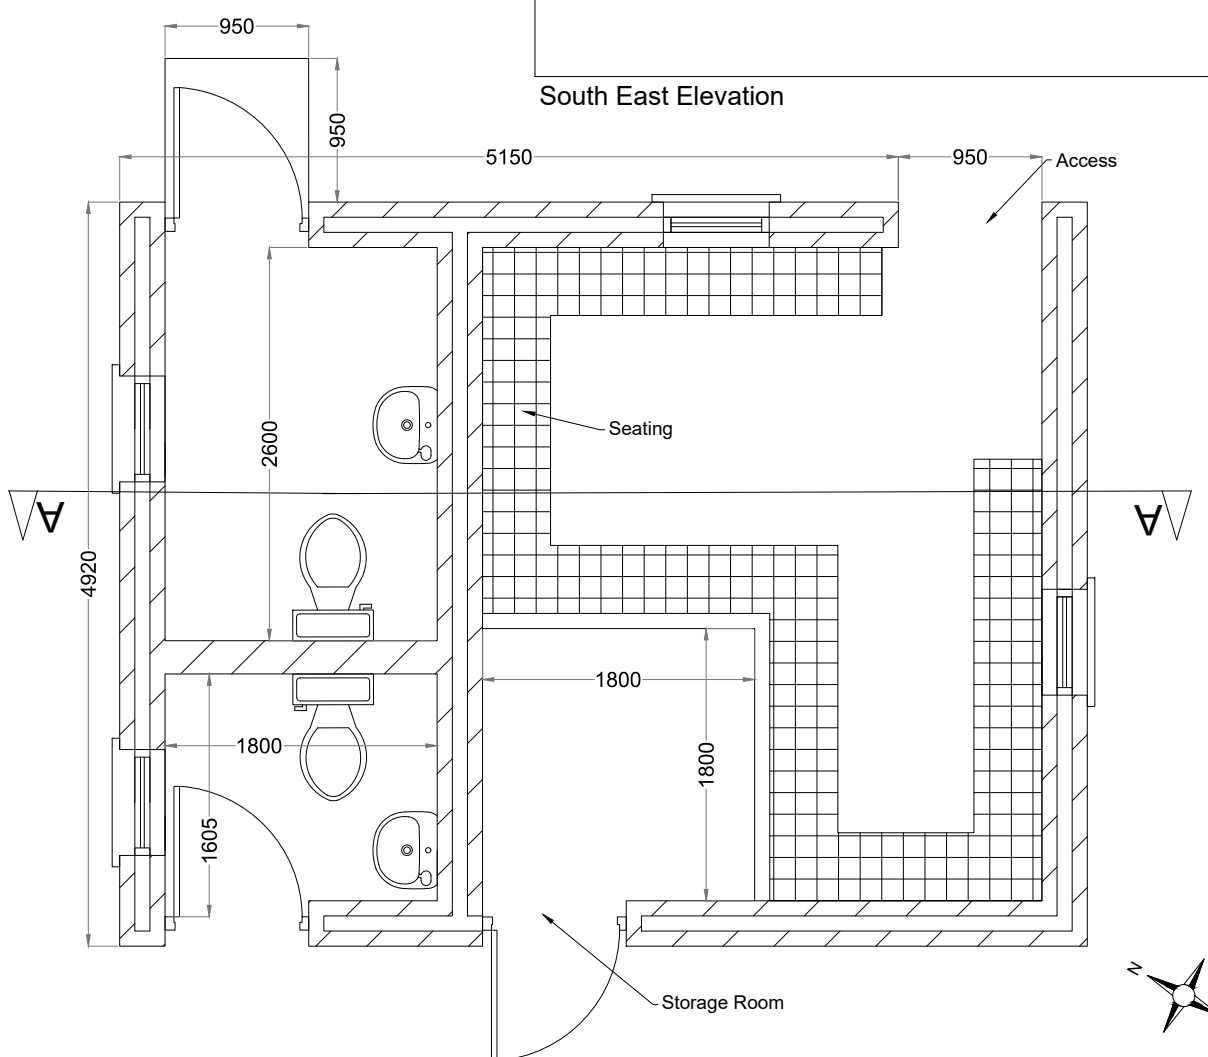 950
South East Elevation
950
5150
950
Access
2600
Seating
A
A
4920
1800
1800
1800
1605
N
Storage Room